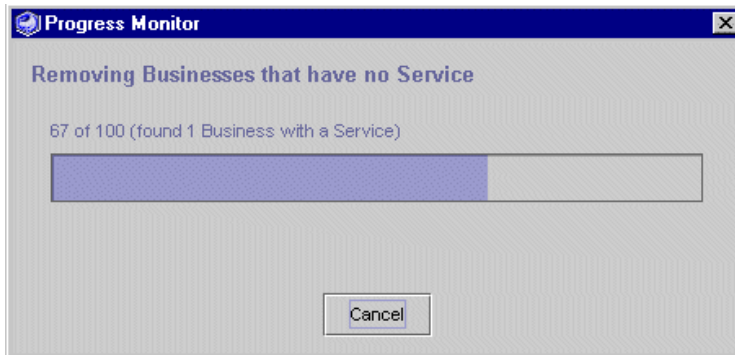 Progress Monitor
Removing Businesses that have no Service
67 of 100 (found 1 Business with a Service)
Cancel